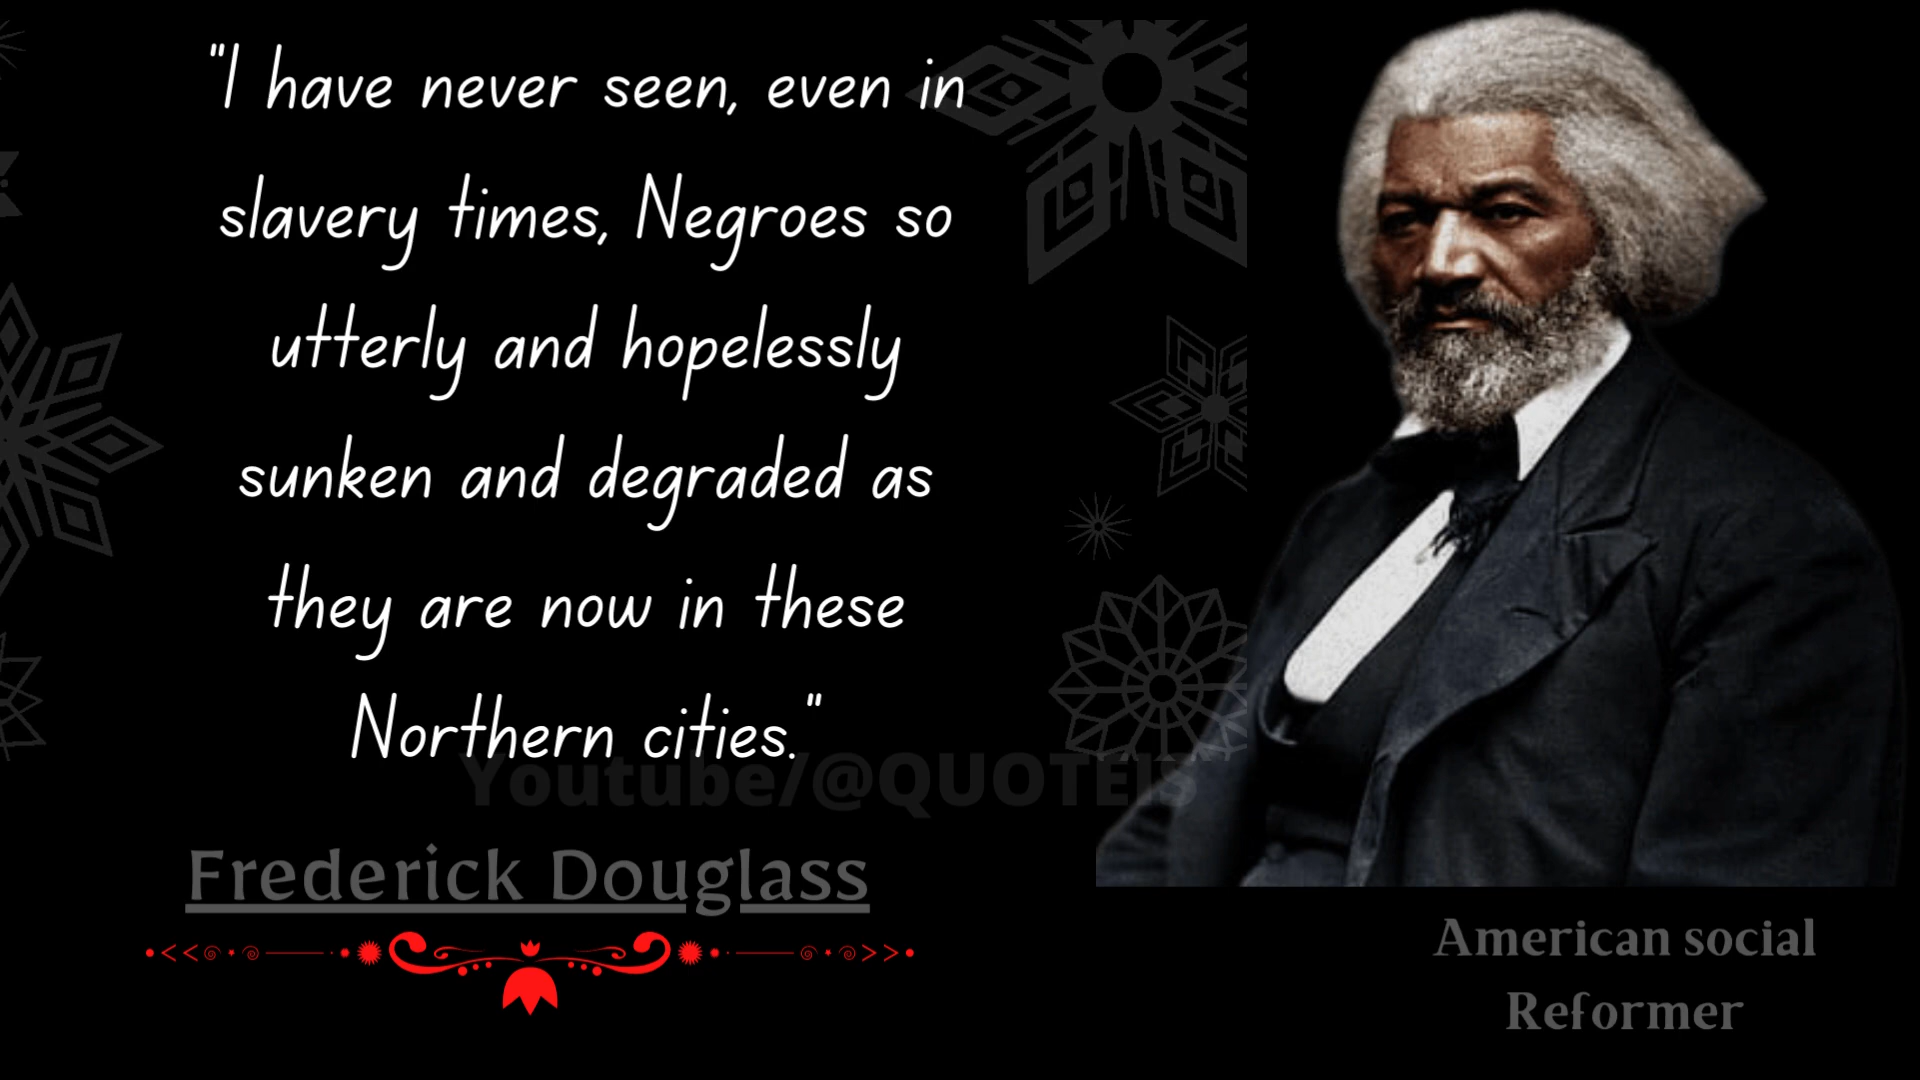 "I have never seen, even in
slavery times, Negroes so
utterly and hopelessly
sunken and degraded as
they are now in these
Northern cities."
Youtube/@QUOTEIS
Frederick Douglass
American social
Reformer